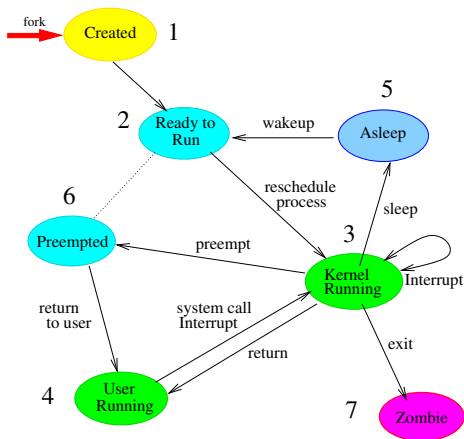 fork
Created
1
5
2
Ready to
Run
wakeup
Asleep
6
reschedule
process
sleep
3
Preempted
preempt
Kernel
Running
Interrupt
return
to user
system call
Interrupt
return
exit
4
User
Running
7
Zombie